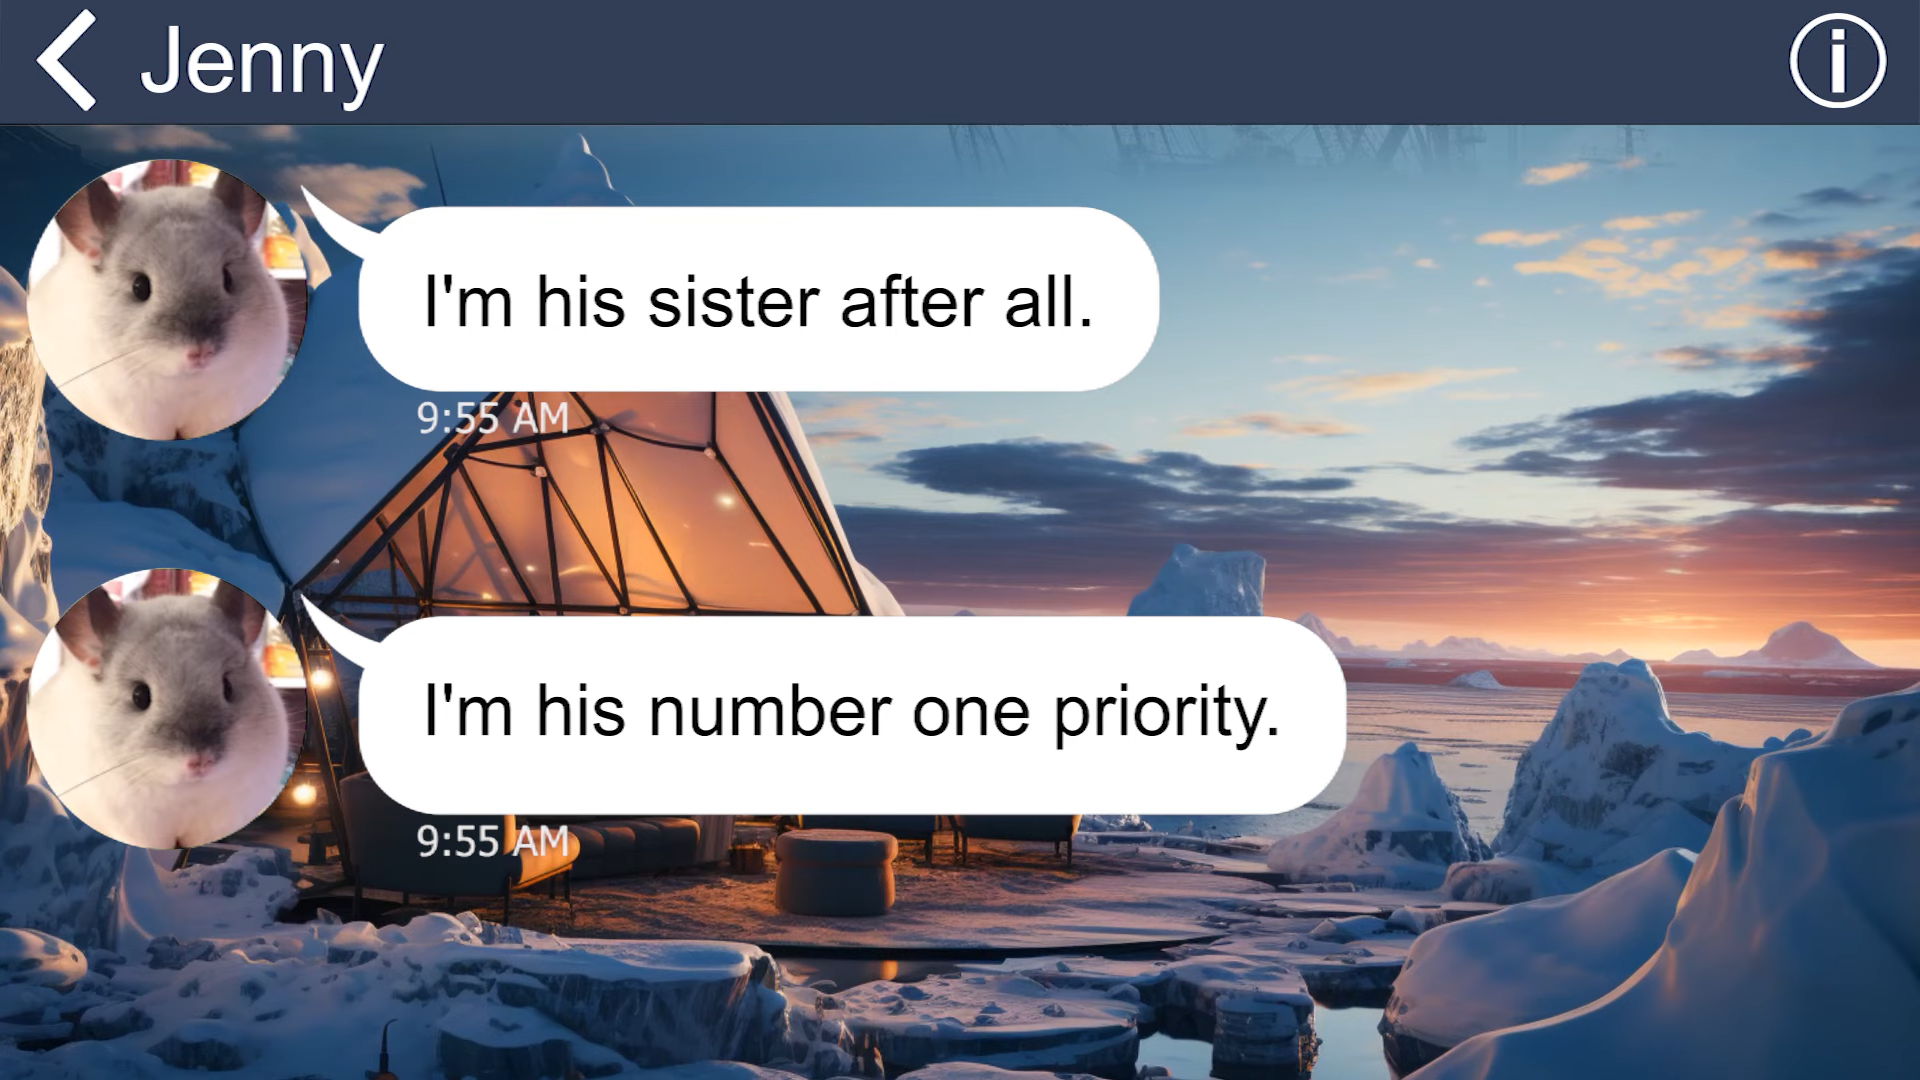 Jenny
I'm his sister after all.
9:55 AM
I'm his number one priority.
9:55 AM